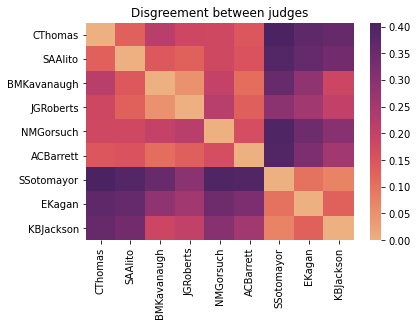 Disgreement between judges
CThomas
SAAlito
BMKavanaugh
JGRoberts
NMGorsuch
ACBarrett
SSotomayor
EKagan
KBJackson
CThomas
SAAlito
BMKavanaugh
JGRoberts
NMGorsuch
ACBarrett
SSotomayor
EKagan
KBJackson
0.40
0.35
0.30
0.25
0.20
0.15
0.10
0.05
0.00